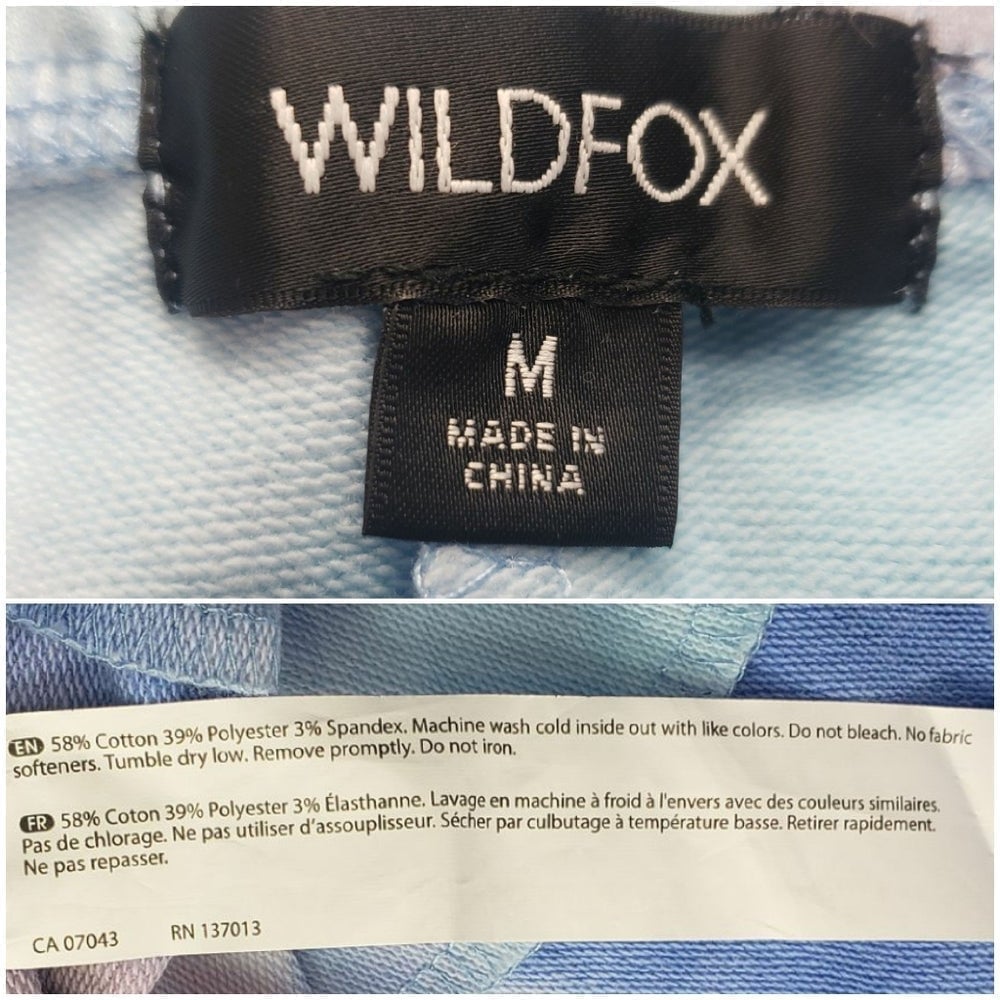 WILDFOX
M
MADE IN
CHINA
EN 58% Cotton 39% Polyester 3% Spandex. Machine wash cold inside out with like colors. Do not bleach. No fabric
softeners. Tumble dry low. Remove promptly. Do not iron.
FR 58% Coton 39% Polyester 3% Élasthanne. Lavage en machine à froid à l'envers avec des couleurs similaires.
Pas de chlorage. Ne pas utiliser d'assouplisseur. Sécher par culbutage à température basse. Retirer rapidement.
Ne pas repasser.
CA 07043 RN 137013